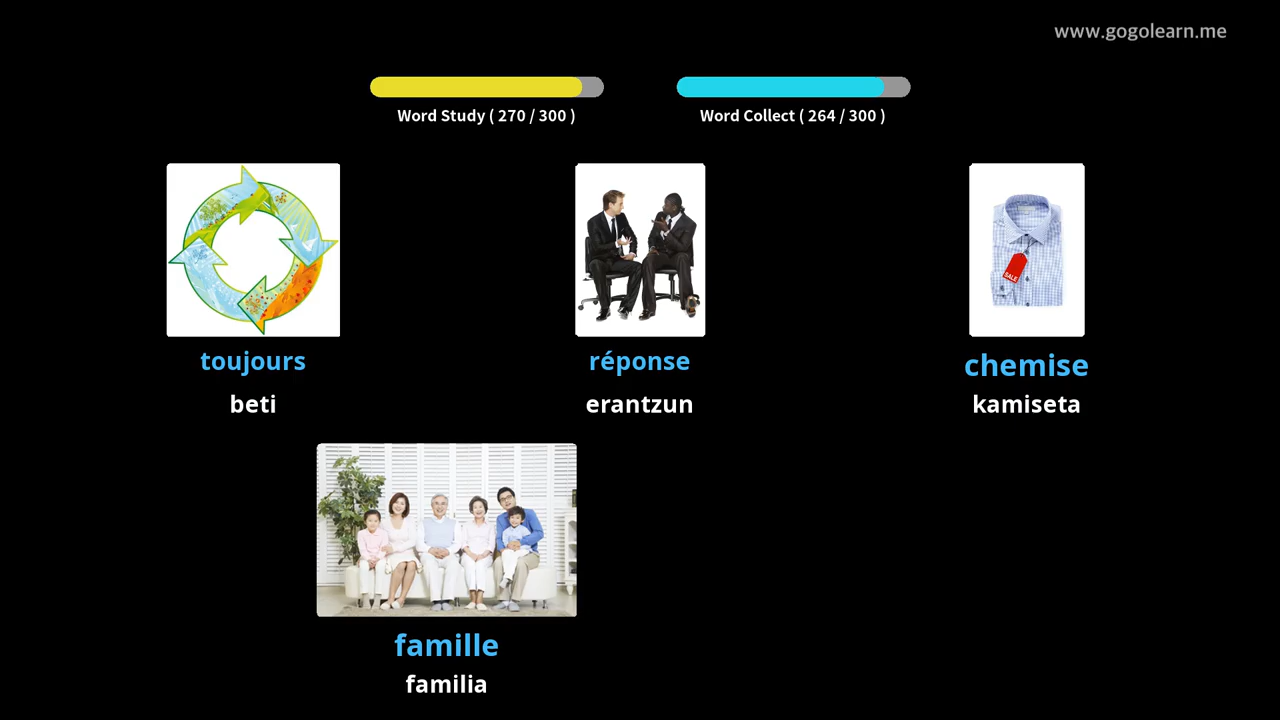 www.gogolearn.me
Word Study ( 270 / 300 )
Word Collect ( 264 / 300 )
toujours
réponse
chemise
beti
erantzun
kamiseta
famille
familia
SALE